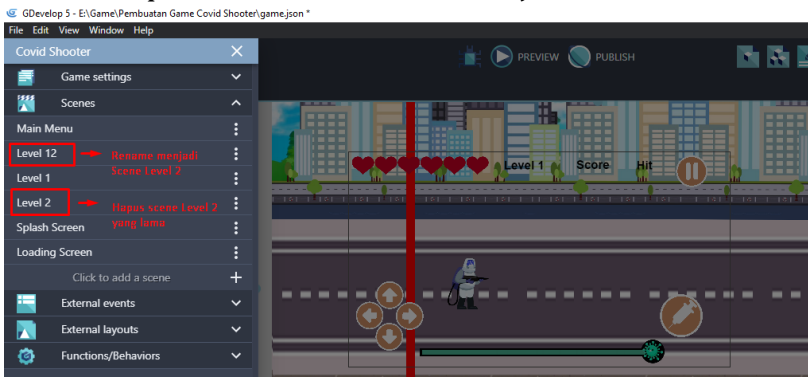 GDevelop 5 - E:\Game\Pembuatan Game Covid Shooter\game.json *
File Edit View Window Help
Covid Shooter
PREVIEW
PUBLISH
Game settings
Scenes
Main Menu
Level 12
Rename menjadi
Scene Level 2
Level 1
Level 2
Hapus scene Level 2
yang lama
Splash Screen
Loading Screen
Click to add a scene
External events
External layouts
Functions/Behaviors
Level 1
Score
Hit